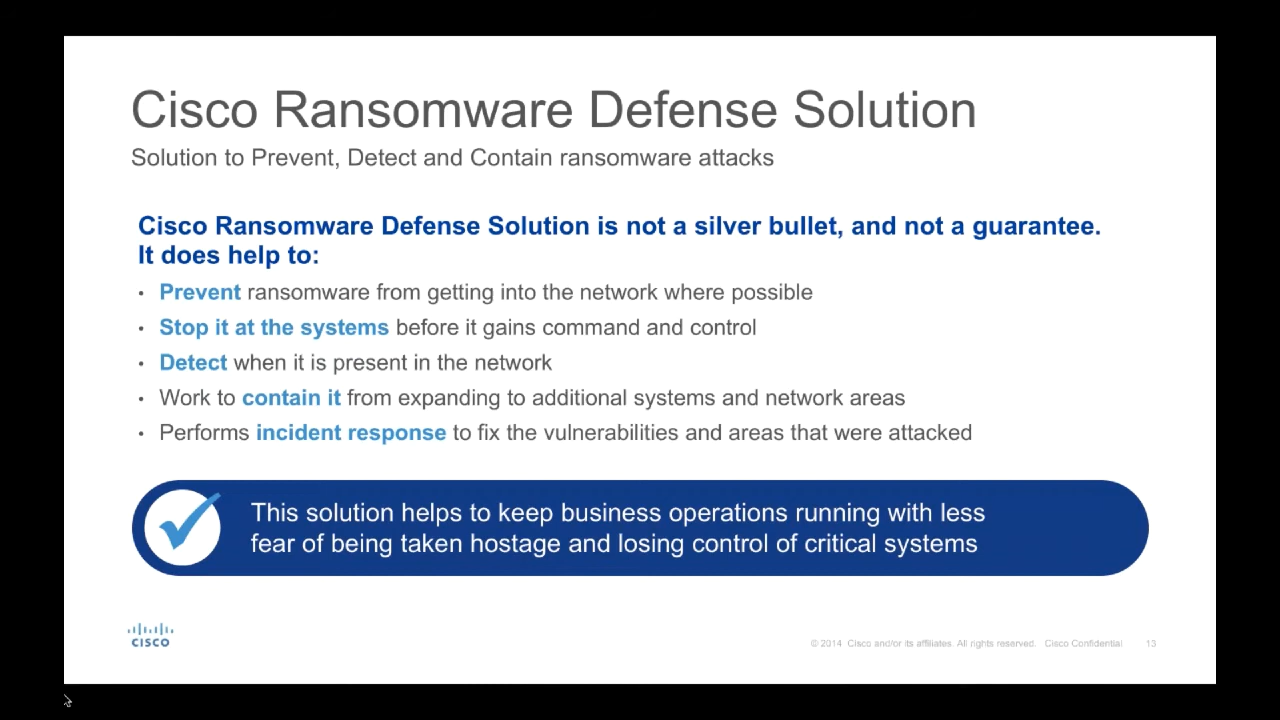 Cisco Ransomware Defense Solution
Solution to Prevent, Detect and Contain ransomware attacks
Cisco Ransomware Defense Solution is not a silver bullet, and not a guarantee.
It does help to:
• Prevent ransomware from getting into the network where possible
• Stop it at the systems before it gains command and control
• Detect when it is present in the network
• Work to contain it from expanding to additional systems and network areas
• Performs incident response to fix the vulnerabilities and areas that were attacked
This solution helps to keep business operations running with less
fear of being taken hostage and losing control of critical systems
CISCO
© 2014 Cisco and/or its affiliates. All rights reserved. Cisco Confidential 13